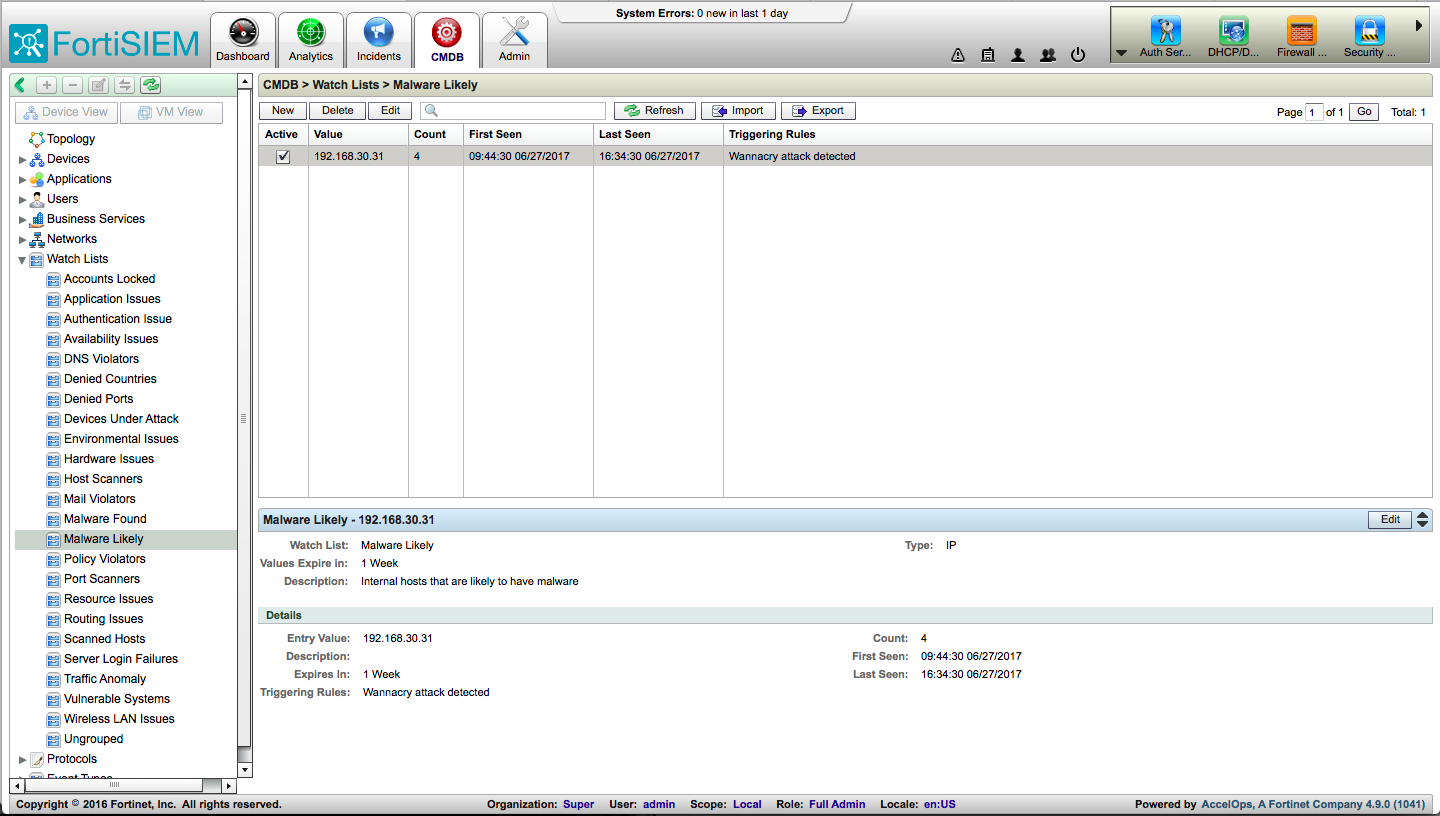 System Errors: 0 new in last 1 day
FortiSIEM
Dashboard
Analytics
Incidents
CMDB
Admin
Auth Ser...
DHCP/D...
Firewall ...
Security ...
Device View
VM View
Topology
Devices
Applications
Users
Business Services
Networks
Watch Lists
Accounts Locked
Application Issues
Authentication Issue
Availability Issues
DNS Violators
Denied Countries
Denied Ports
Devices Under Attack
Environmental Issues
Hardware Issues
Host Scanners
Mail Violators
Malware Found
Malware Likely
Policy Violators
Port Scanners
Resource Issues
Routing Issues
Scanned Hosts
Server Login Failures
Traffic Anomaly
Vulnerable Systems
Wireless LAN Issues
Ungrouped
Protocols
Event Types
CMDB > Watch Lists > Malware Likely
New Delete Edit Refresh Import Export Page 1 of 1 Go Total: 1
Active Value Count First Seen Last Seen Triggering Rules
192.168.30.31 4 09:44:30 06/27/2017 16:34:30 06/27/2017 Wannacry attack detected
Malware Likely - 192.168.30.31 Edit
Watch List: Malware Likely Type: IP
Values Expire in: 1 Week
Description: Internal hosts that are likely to have malware
Details
Entry Value: 192.168.30.31 Count: 4
Description: First Seen: 09:44:30 06/27/2017
Expires In: 1 Week Last Seen: 16:34:30 06/27/2017
Triggering Rules: Wannacry attack detected
Copyright © 2016 Fortinet, Inc. All rights reserved. Organization: Super User: admin Scope: Local Role: Full Admin Locale: en:US Powered by AccelOps, A Fortinet Company 4.9.0 (1041)